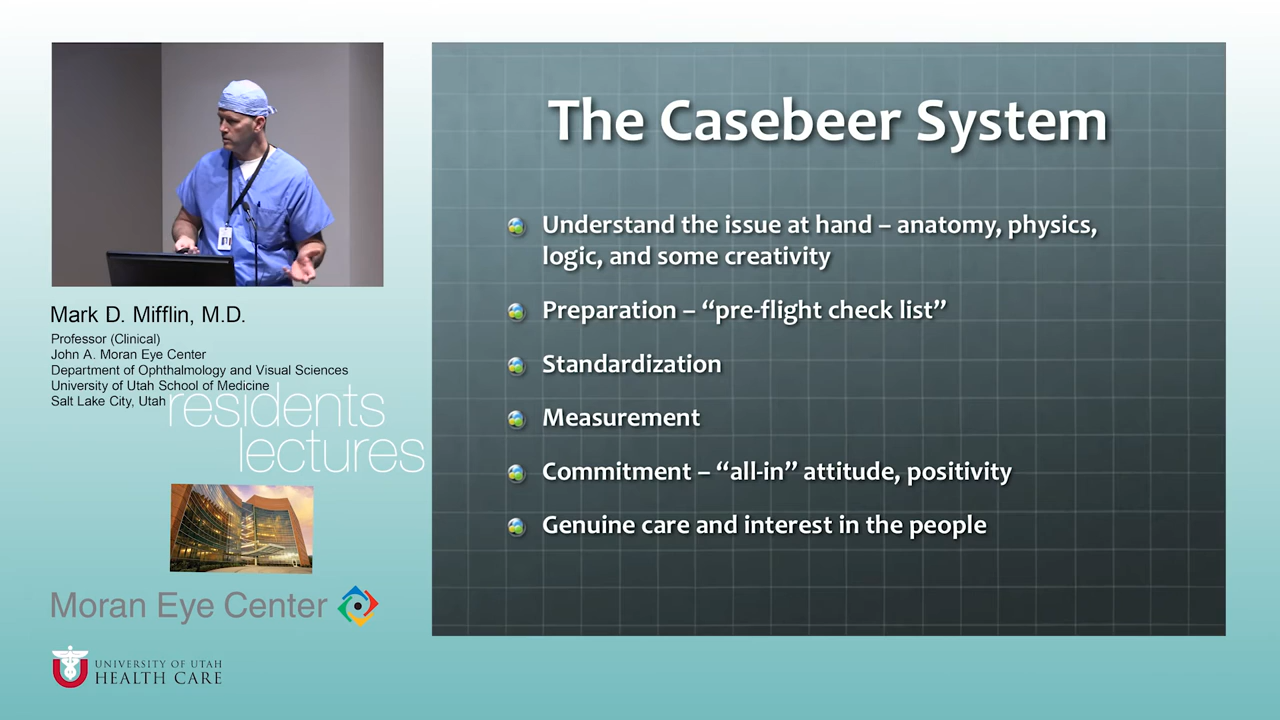 Mark D. Mifflin, M.D.
Professor (Clinical)
John A. Moran Eye Center
Department of Ophthalmology and Visual Sciences
University of Utah School of Medicine
Salt Lake City, Utah
residents
lectures
Moran Eye Center
UNIVERSITY OF UTAH
HEALTH CARE
The Casebeer System
Understand the issue at hand – anatomy, physics,
logic, and some creativity
Preparation – “pre-flight check list”
Standardization
Measurement
Commitment – “all-in” attitude, positivity
Genuine care and interest in the people